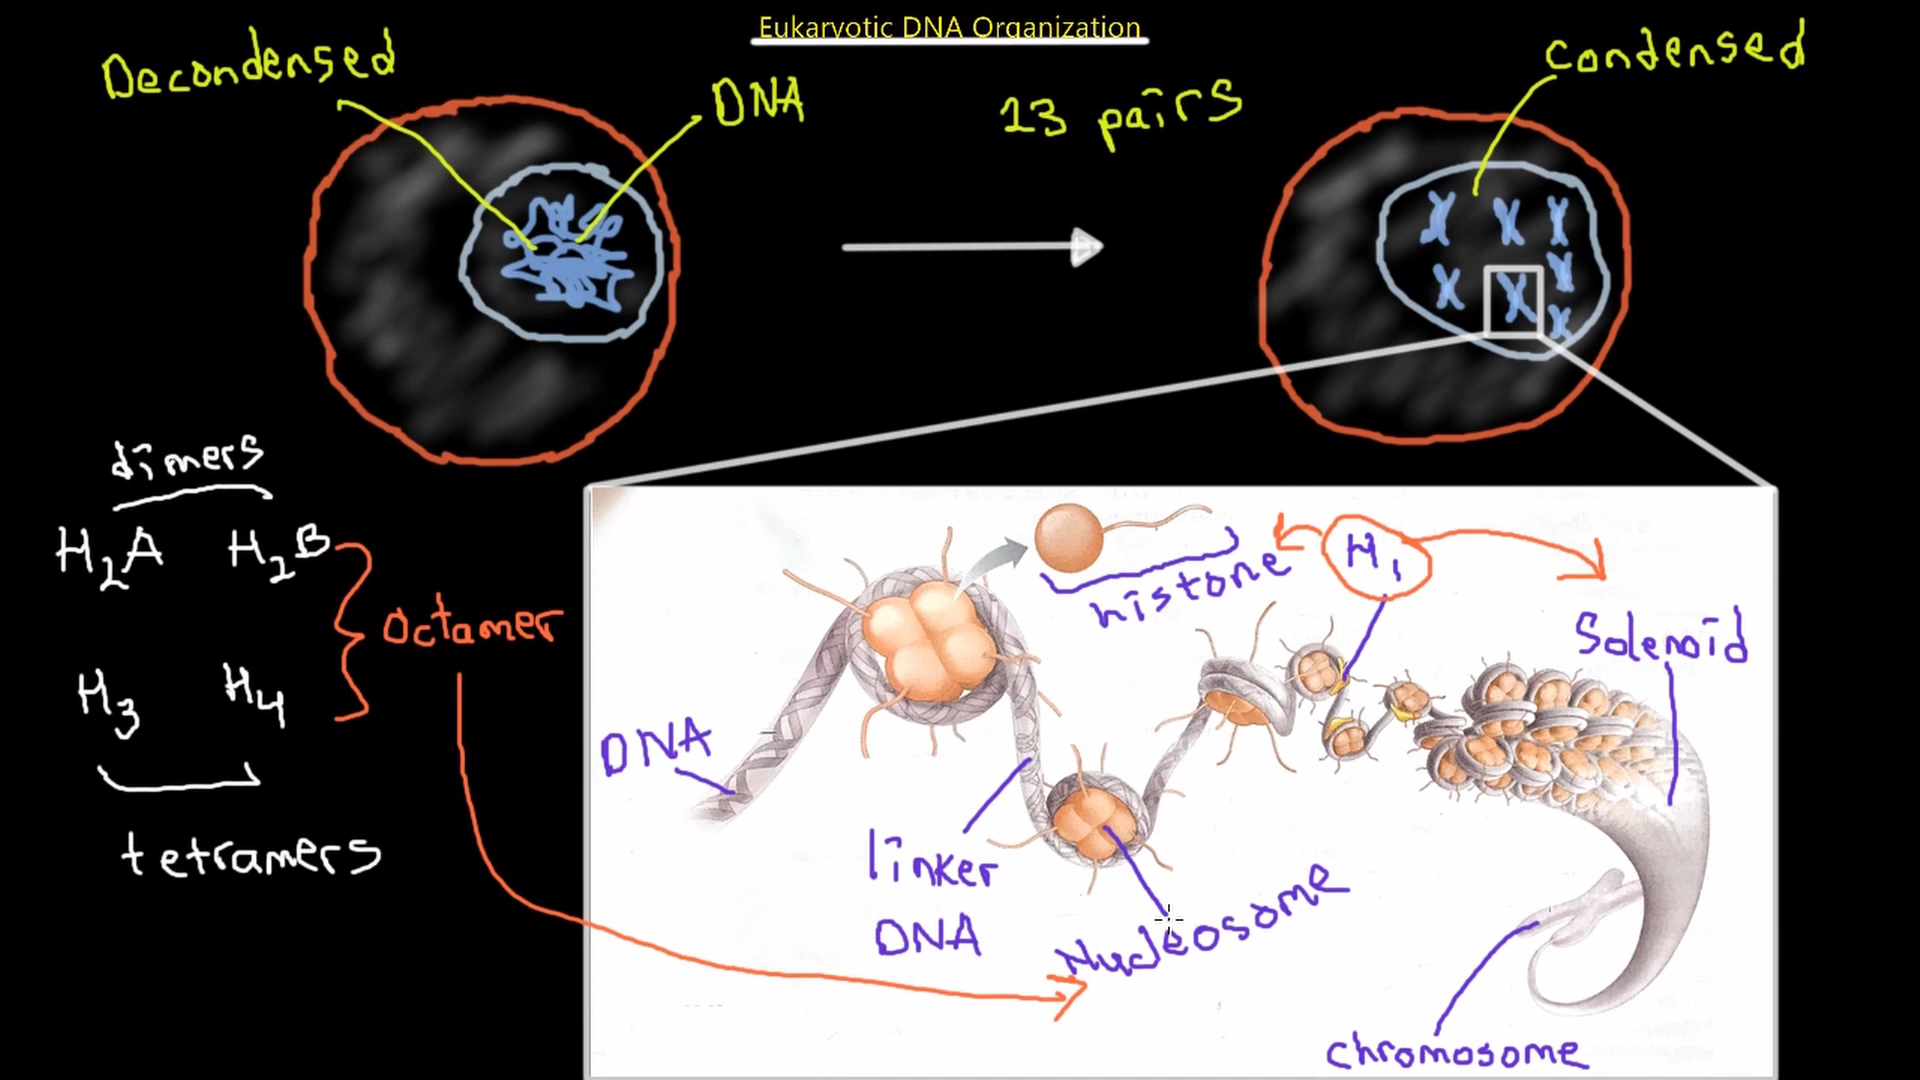 Eukaryotic DNA Organization
Decondensed
DNA
23 pairs
Condensed
dimers
H2A H2B
H3 H4
tetramers
Octamer
histone
H1
Solenoid
DNA
linker
DNA
Nucleosome
chromosome